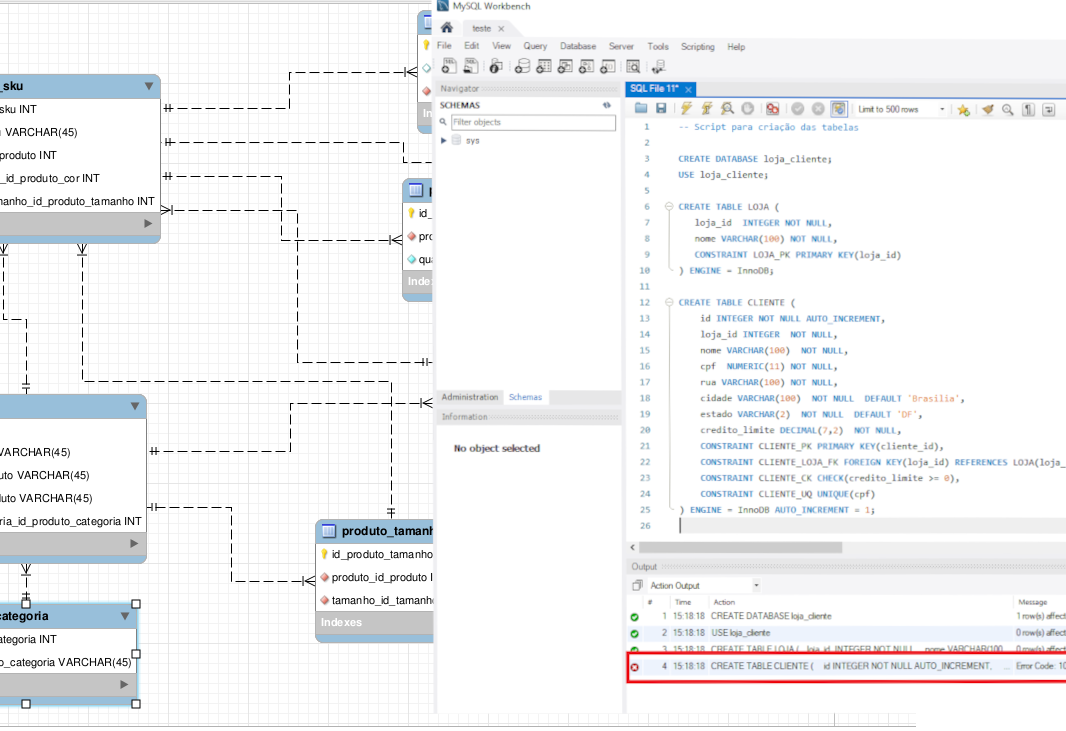 MySQL Workbench
teste
File Edit View Query Database Server Tools Scripting Help
Navigator
SCHEMAS
Filter objects
sys
Administration Schemas
Information
No object selected
SQL File 11*
Limit to 500 rows
1 -- Script para criação das tabelas
2
3 CREATE DATABASE loja_cliente;
4 USE loja_cliente;
5
6 CREATE TABLE LOJA (
7 loja_id INTEGER NOT NULL,
8 nome VARCHAR(100) NOT NULL,
9 CONSTRAINT LOJA_PK PRIMARY KEY(loja_id)
10 ) ENGINE = InnoDB;
11
12 CREATE TABLE CLIENTE (
13 id INTEGER NOT NULL AUTO_INCREMENT,
14 loja_id INTEGER NOT NULL,
15 nome VARCHAR(100) NOT NULL,
16 cpf NUMERIC(11) NOT NULL,
17 rua VARCHAR(100) NOT NULL,
18 cidade VARCHAR(100) NOT NULL DEFAULT 'Brasilia',
19 estado VARCHAR(2) NOT NULL DEFAULT 'DF',
20 credito_limite DECIMAL(7,2) NOT NULL,
21 CONSTRAINT CLIENTE_PK PRIMARY KEY(cliente_id),
22 CONSTRAINT CLIENTE_LOJA_FK FOREIGN KEY(loja_id) REFERENCES LOJA(loja_
23 CONSTRAINT CLIENTE_CK CHECK(credito_limite >= 0),
24 CONSTRAINT CLIENTE_UQ UNIQUE(cpf)
25 ) ENGINE = InnoDB AUTO_INCREMENT = 1;
26
Output
Action Output
# Time Action Message
1 15:18:18 CREATE DATABASE loja_cliente 1 row(s) affect
2 15:18:18 USE loja_cliente 0 row(s) affect
3 15:18:18 CREATE TABLE LOJA ( loja_id INTEGER NOT NULL, nome VARCHAR(100 0 row(s) affect
4 15:18:18 CREATE TABLE CLIENTE ( id INTEGER NOT NULL AUTO_INCREMENT, ... Error Code: 10
_sku
sku INT
VARCHAR(45)
produto INT
_id_produto_cor INT
manho_id_produto_tamanho INT
id_
pro
qua
Inde
VARCHAR(45)
uto VARCHAR(45)
duto VARCHAR(45)
ria_id_produto_categoria INT
produto_tamanh
id_produto_tamanho
produto_id_produto I
tamanho_id_tamanho
Indexes
categoria
ategoria INT
o_categoria VARCHAR(45)